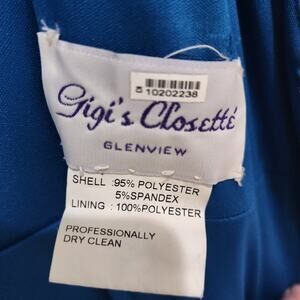 10202238
Gigi's Closetté
GLENVIEW
SHELL :95% POLYESTER
5%SPANDEX
LINING : 100%POLYESTER
PROFESSIONALLY
DRY CLEAN